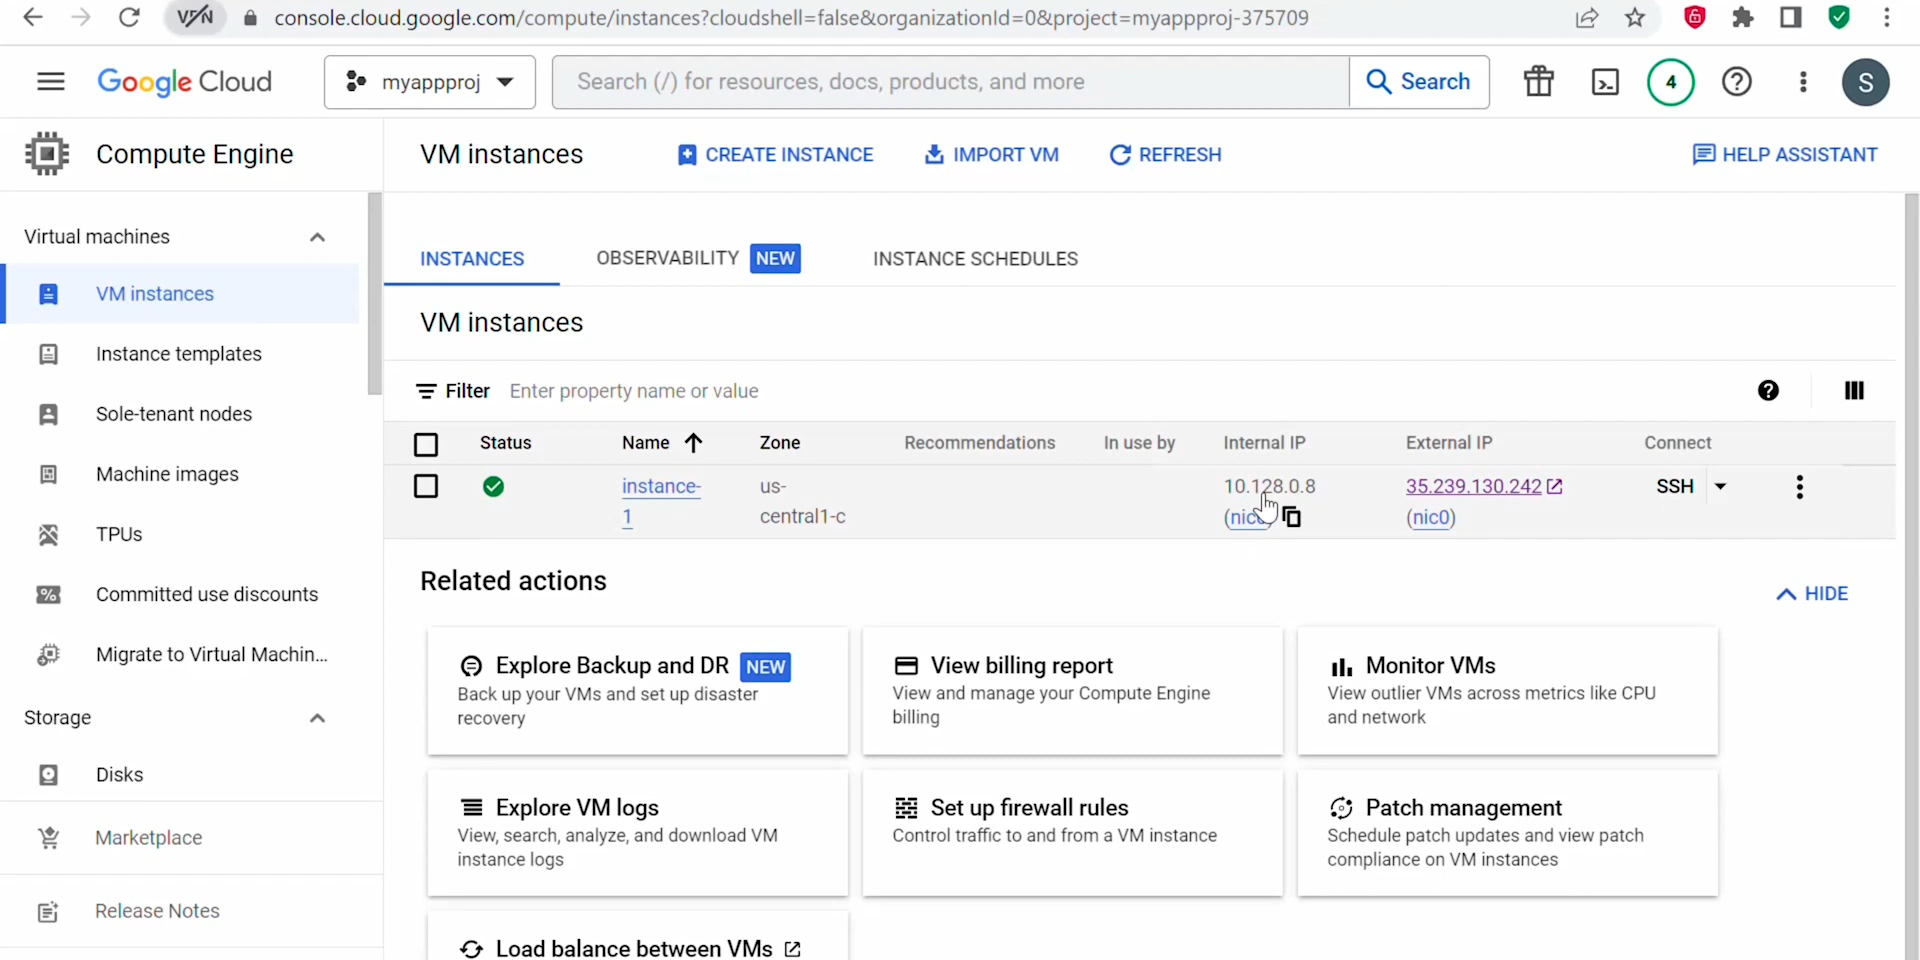 VPN console.cloud.google.com/compute/instances?cloudshell=false&organizationId=0&project=myappproj-375709
Google Cloud myappproj Search (/) for resources, docs, products, and more Search 4 S
Compute Engine
VM instances CREATE INSTANCE IMPORT VM REFRESH HELP ASSISTANT
Virtual machines
VM instances
Instance templates
Sole-tenant nodes
Machine images
TPUs
Committed use discounts
Migrate to Virtual Machin...
Storage
Disks
Marketplace
Release Notes
INSTANCES OBSERVABILITY NEW INSTANCE SCHEDULES
VM instances
Filter Enter property name or value
Status Name Zone Recommendations In use by Internal IP External IP Connect
instance- us- 10.128.0.8 35.239.130.242 SSH
1 central1-c (nic0) (nic0)
Related actions
HIDE
Explore Backup and DR NEW
Back up your VMs and set up disaster
recovery
View billing report
View and manage your Compute Engine
billing
Monitor VMs
View outlier VMs across metrics like CPU
and network
Explore VM logs
View, search, analyze, and download VM
instance logs
Set up firewall rules
Control traffic to and from a VM instance
Patch management
Schedule patch updates and view patch
compliance on VM instances
Load balance between VMs